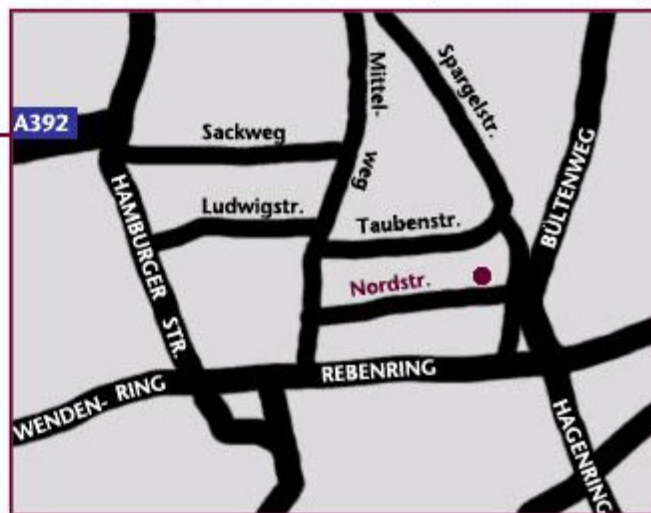 A392
Sackweg
Mittel-
weg
Spargelstr.
Ludwigstr.
Taubenstr.
BÜLTENWEG
HAMBURGER STR.
Nordstr.
REBENRING
WENDEN- RING
HAGENRING